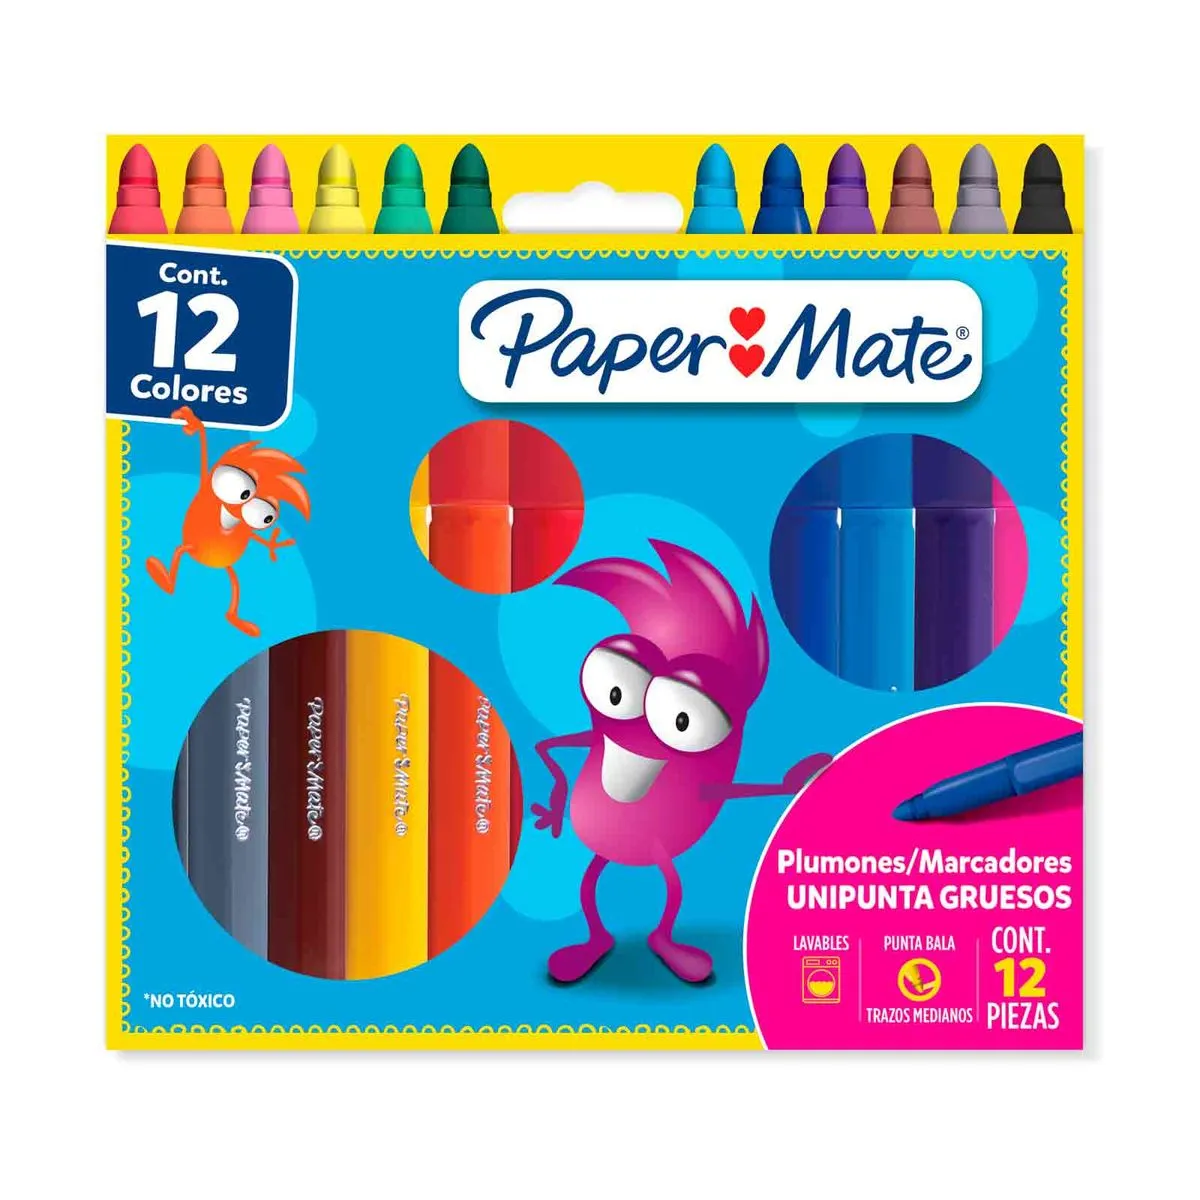 Cont.
12
Colores
Paper Mate®
Paper Mate®
Paper Mate®
Paper Mate®
Paper Mate®
Plumones/Marcadores
UNIPUNTA GRUESOS
LAVABLES
PUNTA BALA
TRAZOS MEDIANOS
CONT.
12
PIEZAS
*NO TÓXICO